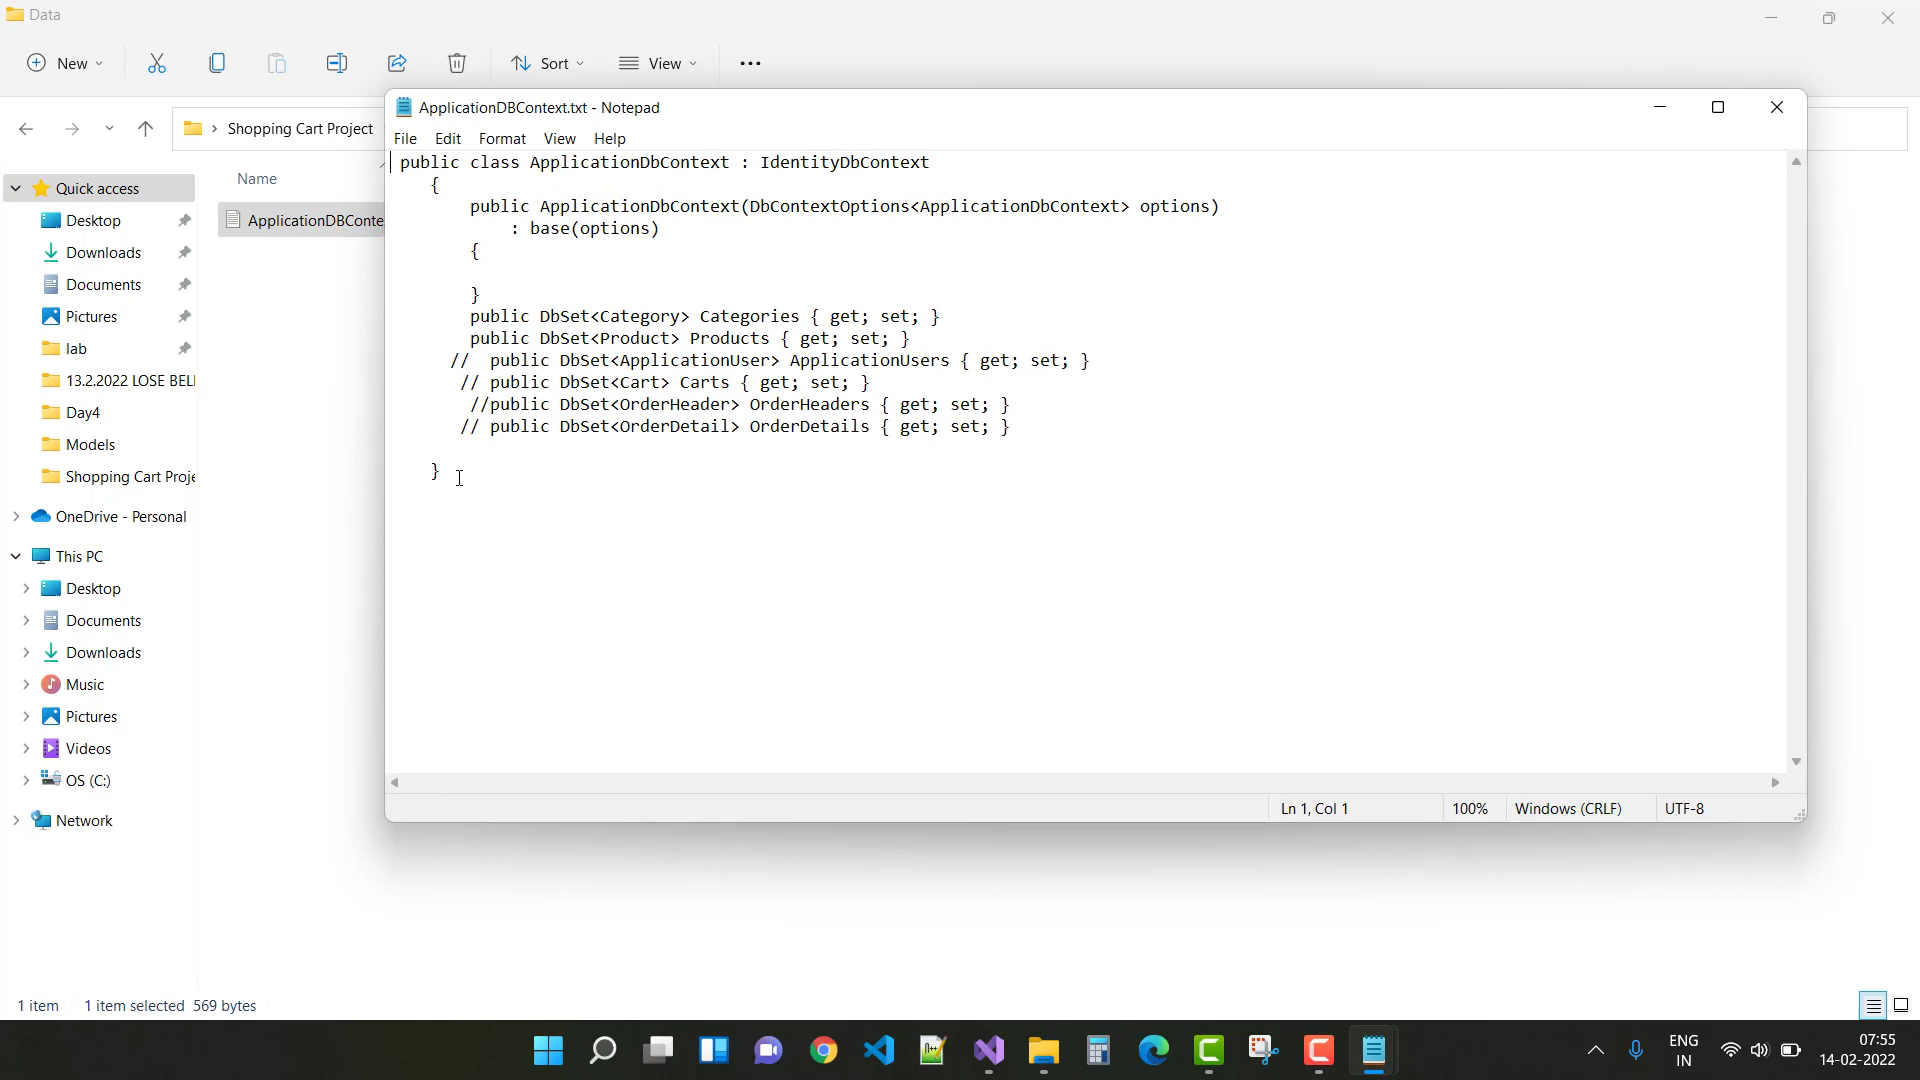 Data
New
Sort
View
Shopping Cart Project
ApplicationDBContext.txt - Notepad
File Edit Format View Help
public class ApplicationDbContext : IdentityDbContext
{
public ApplicationDbContext(DbContextOptions<ApplicationDbContext> options)
: base(options)
{
}
public DbSet<Category> Categories { get; set; }
public DbSet<Product> Products { get; set; }
// public DbSet<ApplicationUser> ApplicationUsers { get; set; }
// public DbSet<Cart> Carts { get; set; }
//public DbSet<OrderHeader> OrderHeaders { get; set; }
// public DbSet<OrderDetail> OrderDetails { get; set; }
}
Ln 1, Col 1
100%
Windows (CRLF)
UTF-8
Name
ApplicationDBConte
Quick access
Desktop
Downloads
Documents
Pictures
lab
13.2.2022 LOSE BEL
Day4
Models
Shopping Cart Proje
OneDrive - Personal
This PC
Desktop
Documents
Downloads
Music
Pictures
Videos
OS (C:)
Network
1 item
1 item selected 569 bytes
ENG
IN
07:55
14-02-2022